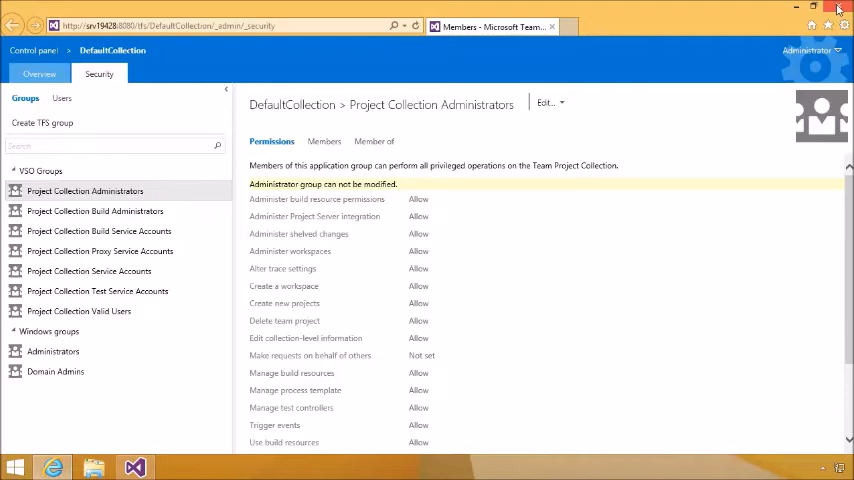 http://srv19428:8080/tfs/DefaultCollection/_admin/_security
Members - Microsoft Team...
Control panel > DefaultCollection
Administrator
Overview
Security
Groups
Users
Create TFS group
Search
VSO Groups
Project Collection Administrators
Project Collection Build Administrators
Project Collection Build Service Accounts
Project Collection Proxy Service Accounts
Project Collection Service Accounts
Project Collection Test Service Accounts
Project Collection Valid Users
Windows groups
Administrators
Domain Admins
DefaultCollection > Project Collection Administrators
Edit...
Permissions
Members
Member of
Members of this application group can perform all privileged operations on the Team Project Collection.
Administrator group can not be modified.
Administer build resource permissions Allow
Administer Project Server integration Allow
Administer shelved changes Allow
Administer workspaces Allow
Alter trace settings Allow
Create a workspace Allow
Create new projects Allow
Delete team project Allow
Edit collection-level information Allow
Make requests on behalf of others Not set
Manage build resources Allow
Manage process template Allow
Manage test controllers Allow
Trigger events Allow
Use build resources Allow